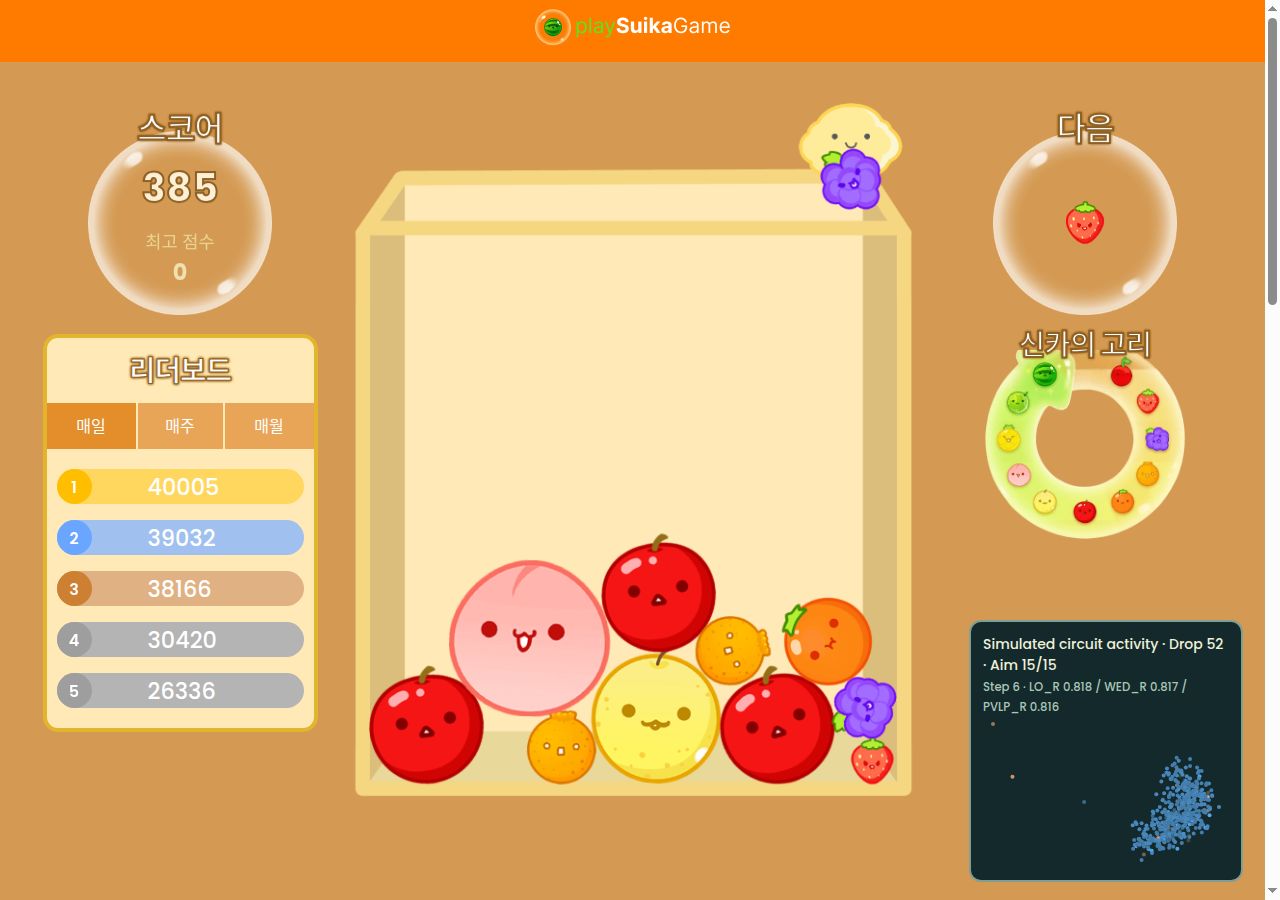 playSuikaGame
스코어
385
최고 점수
0
다음
신카의 고리
리더보드
매일 매주 매월
1 40005
2 39032
3 38166
4 30420
5 26336
Simulated circuit activity · Drop 52
· Aim 15/15
Step 6 · LO_R 0.818 / WED_R 0.817 /
PVLP_R 0.816